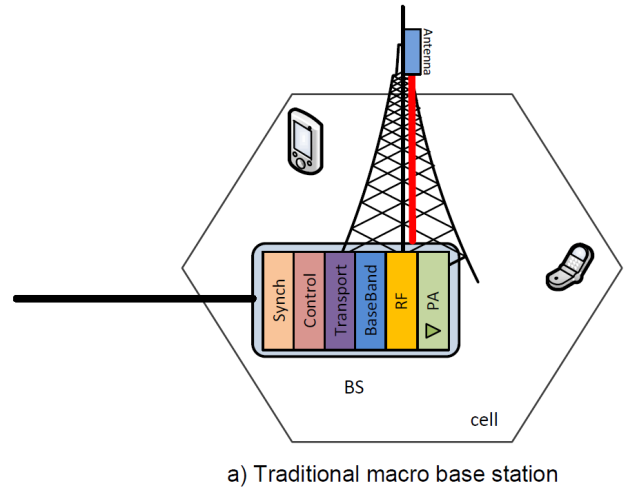 Antenna
Synch
Control
Transport
BaseBand
RF
PA
BS
cell
a) Traditional macro base station